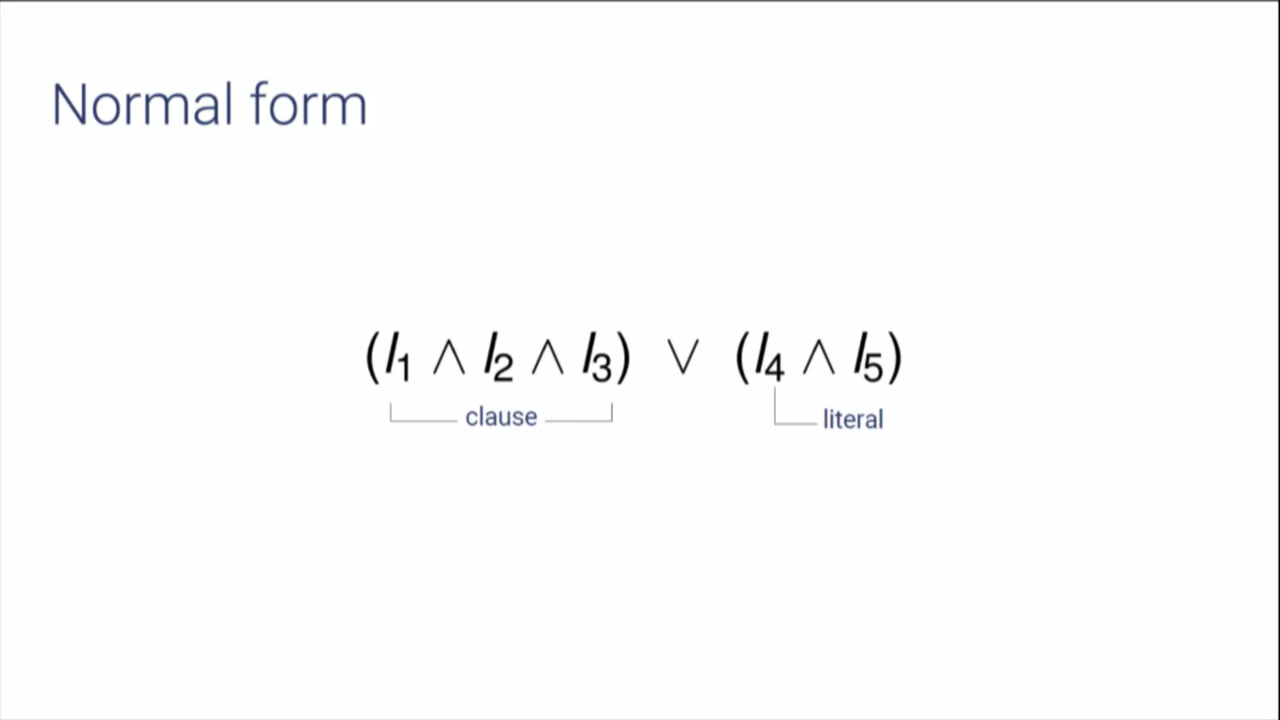 Normal form
(l₁ ∧ l₂ ∧ l₃) ∨ (l₄ ∧ l₅)
clause literal